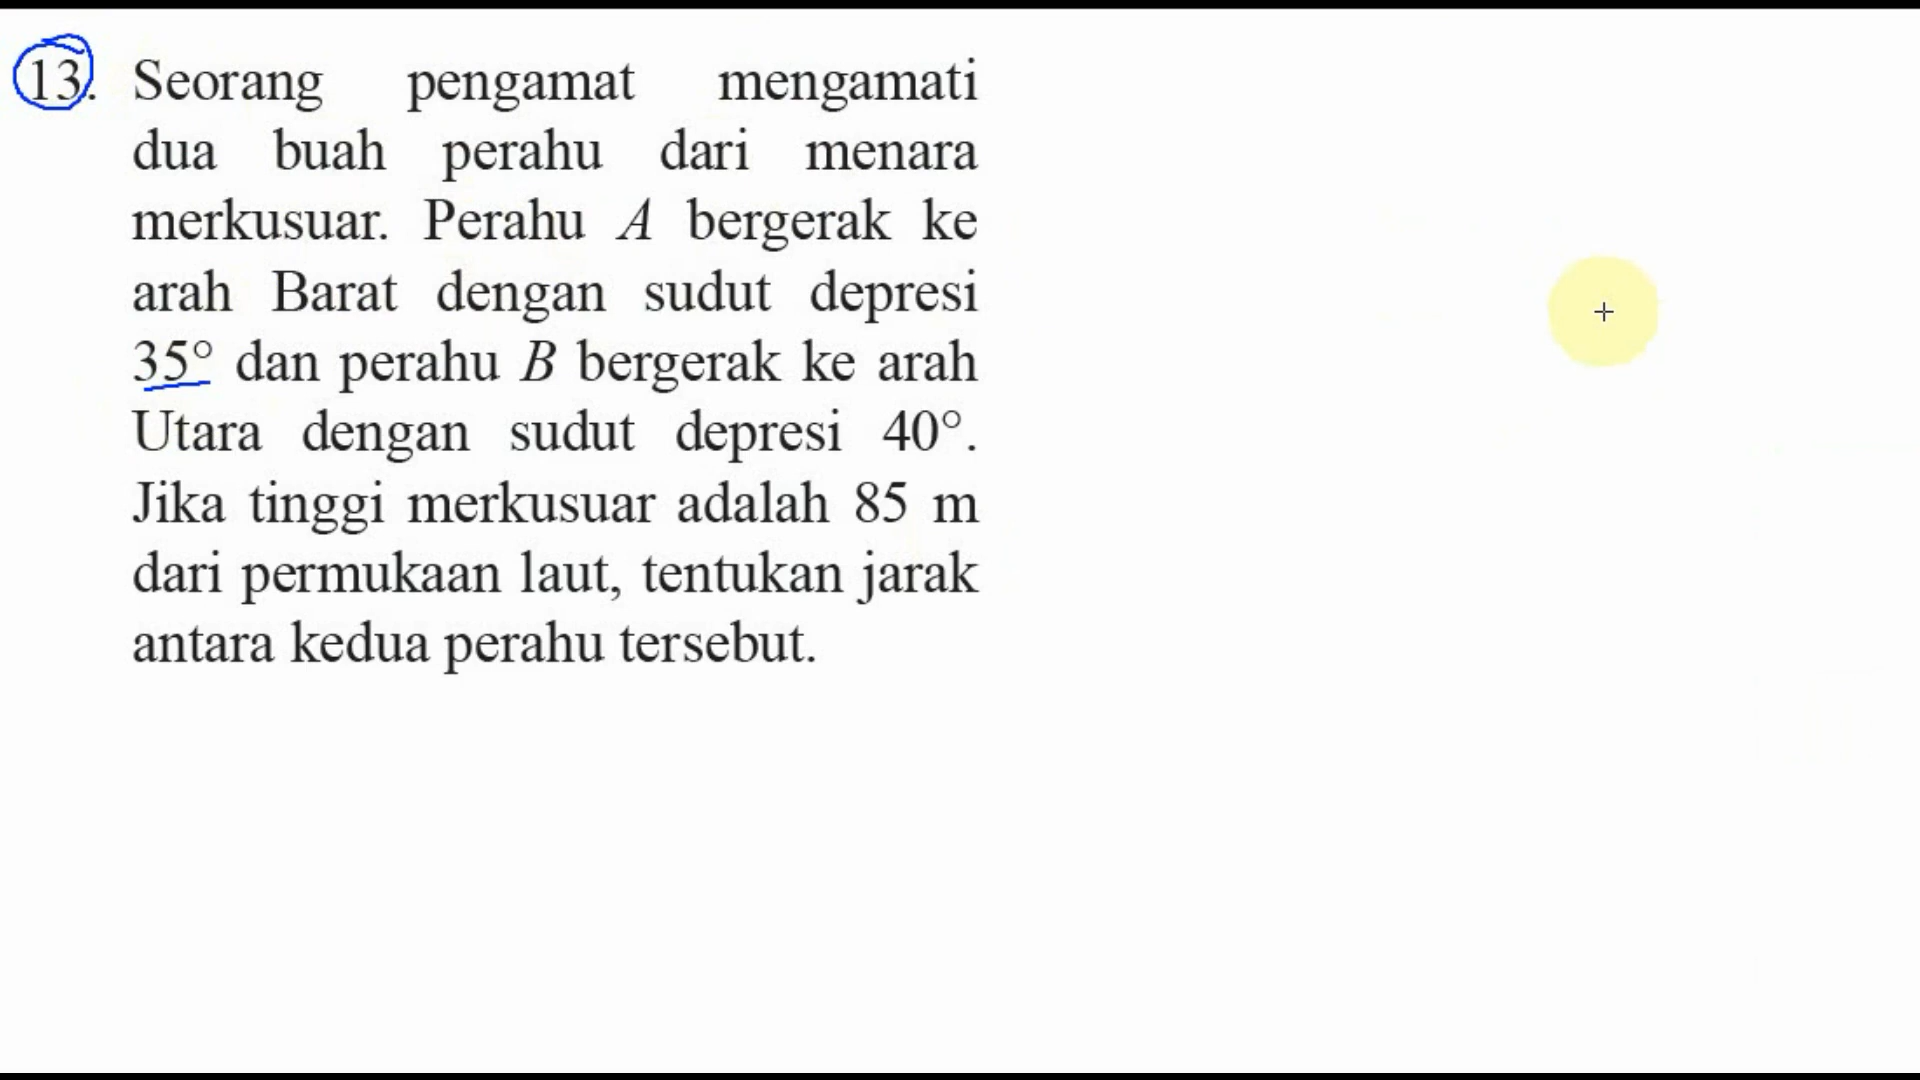 13. Seorang pengamat mengamati
dua buah perahu dari menara
merkusuar. Perahu A bergerak ke
arah Barat dengan sudut depresi
35° dan perahu B bergerak ke arah
Utara dengan sudut depresi 40°.
Jika tinggi merkusuar adalah 85 m
dari permukaan laut, tentukan jarak
antara kedua perahu tersebut.